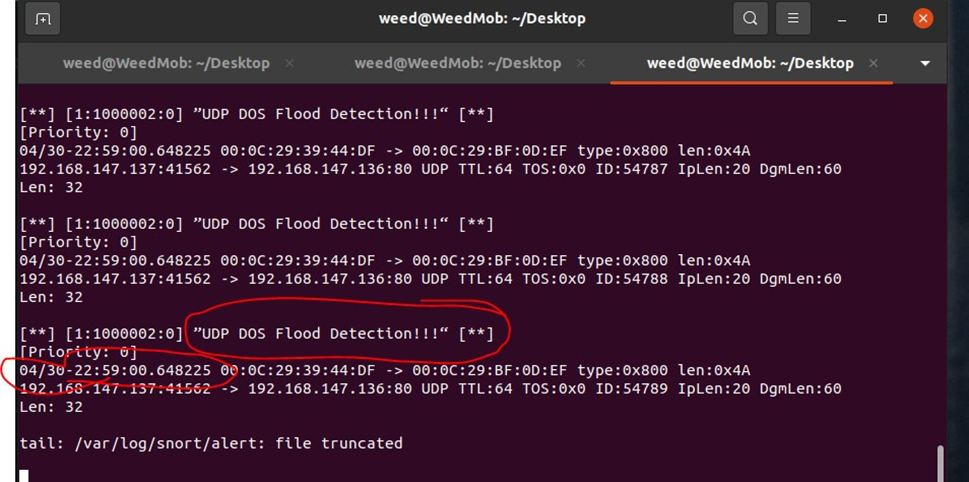 weed@WeedMob: ~/Desktop
weed@WeedMob: ~/Desktop × weed@WeedMob: ~/Desktop × weed@WeedMob: ~/Desktop ×
[**] [1:1000002:0] ”UDP DOS Flood Detection!!!“ [**]
[Priority: 0]
04/30-22:59:00.648225 00:0C:29:39:44:DF -> 00:0C:29:BF:0D:EF type:0x800 len:0x4A
192.168.147.137:41562 -> 192.168.147.136:80 UDP TTL:64 TOS:0x0 ID:54787 IpLen:20 DgmLen:60
Len: 32
[**] [1:1000002:0] ”UDP DOS Flood Detection!!!“ [**]
[Priority: 0]
04/30-22:59:00.648225 00:0C:29:39:44:DF -> 00:0C:29:BF:0D:EF type:0x800 len:0x4A
192.168.147.137:41562 -> 192.168.147.136:80 UDP TTL:64 TOS:0x0 ID:54788 IpLen:20 DgmLen:60
Len: 32
[**] [1:1000002:0] ”UDP DOS Flood Detection!!!“ [**]
[Priority: 0]
04/30-22:59:00.648225 00:0C:29:39:44:DF -> 00:0C:29:BF:0D:EF type:0x800 len:0x4A
192.168.147.137:41562 -> 192.168.147.136:80 UDP TTL:64 TOS:0x0 ID:54789 IpLen:20 DgmLen:60
Len: 32
tail: /var/log/snort/alert: file truncated